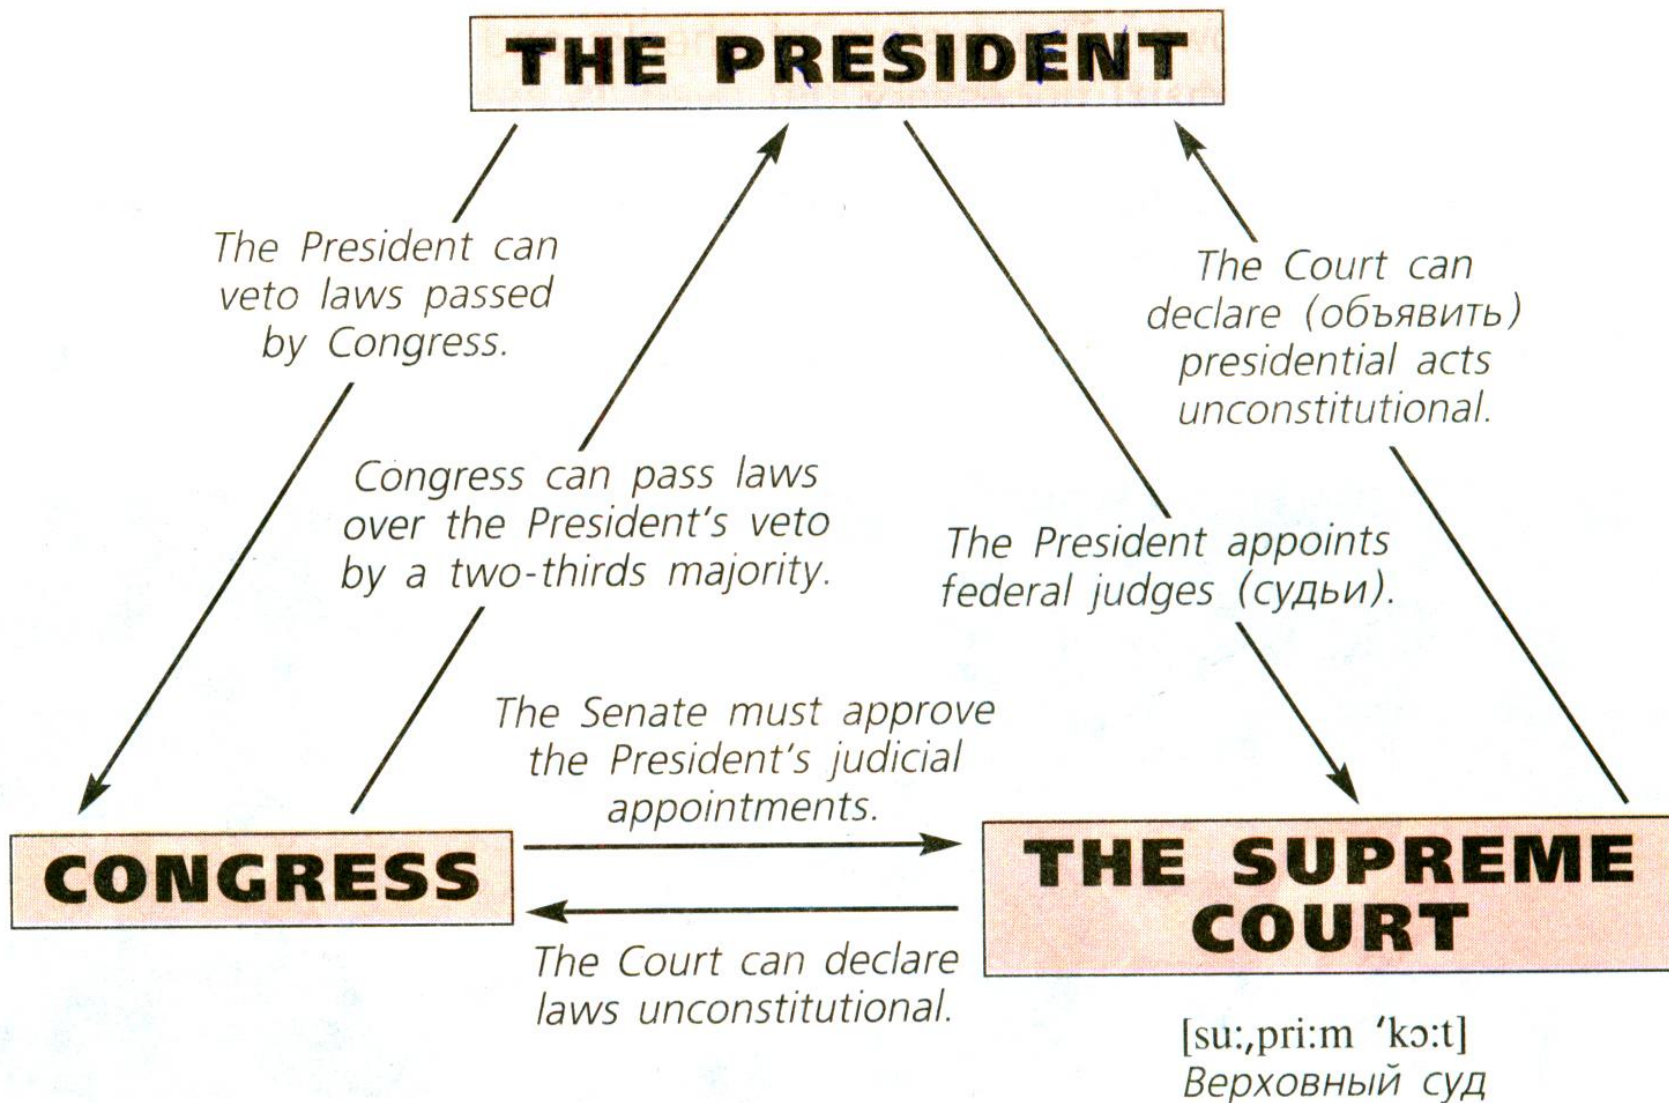 THE PRESIDENT
The President can
veto laws passed
by Congress.
The Court can
declare (объявить)
presidential acts
unconstitutional.
Congress can pass laws
over the President's veto
by a two-thirds majority.
The President appoints
federal judges (судьи).
The Senate must approve
the President's judicial
appointments.
CONGRESS
THE SUPREME
COURT
The Court can declare
laws unconstitutional.
[su:ˌpri:m 'kɔ:t]
Верховный суд